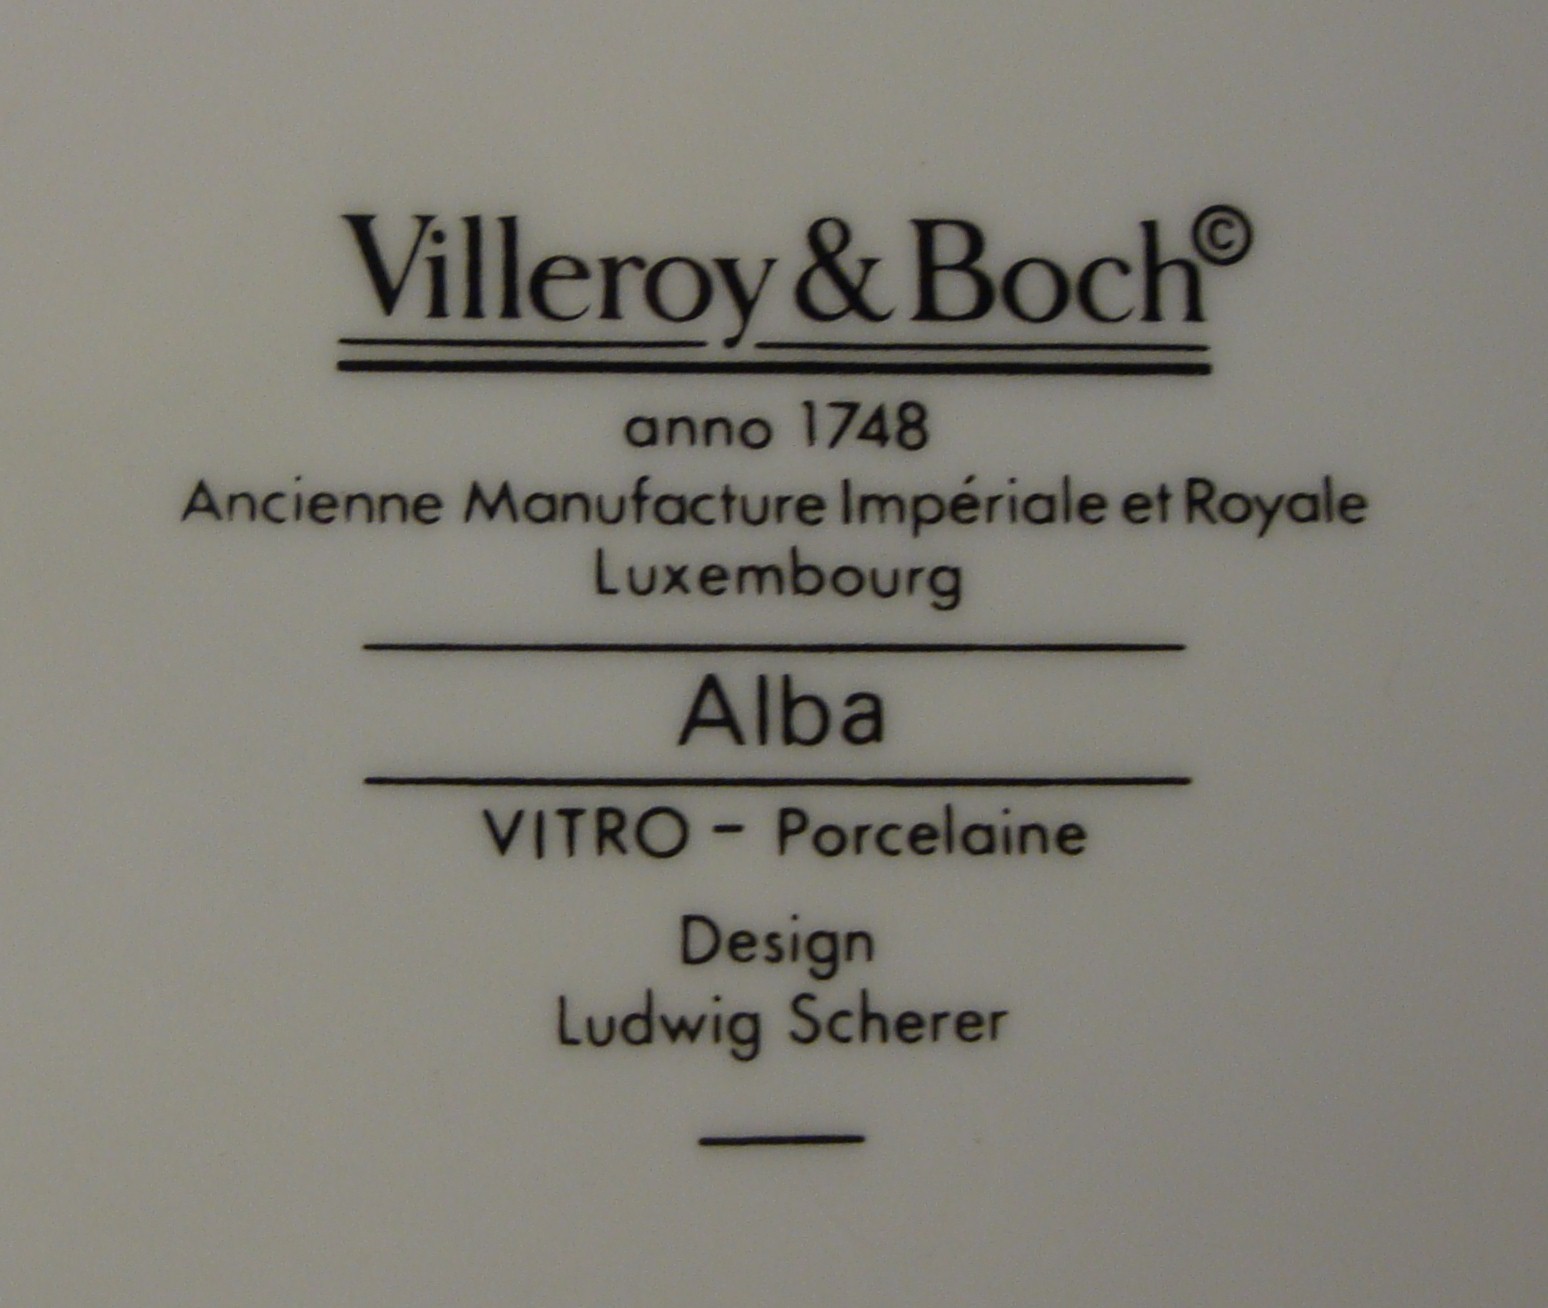 Villeroy & Boch©
anno 1748
Ancienne Manufacture Impériale et Royale
Luxembourg
Alba
VITRO - Porcelaine
Design
Ludwig Scherer